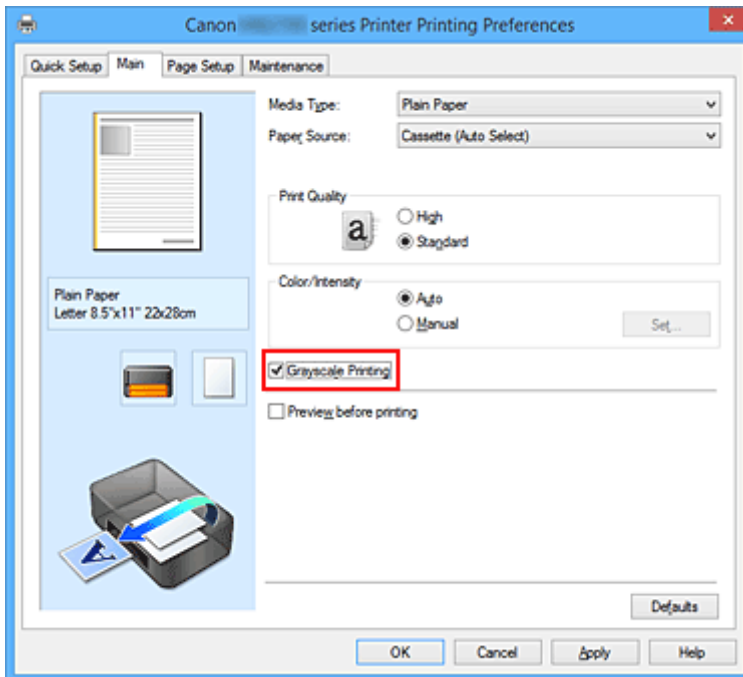 Canon series Printer Printing Preferences
Quick Setup Main Page Setup Maintenance
Media Type: Plain Paper
Paper Source: Cassette (Auto Select)
Print Quality
a
High
Standard
Color/Intensity
Auto
Manual
Set...
Plain Paper
Letter 8.5"x11" 22x28cm
Grayscale Printing
Preview before printing
A
Defaults
OK Cancel Apply Help